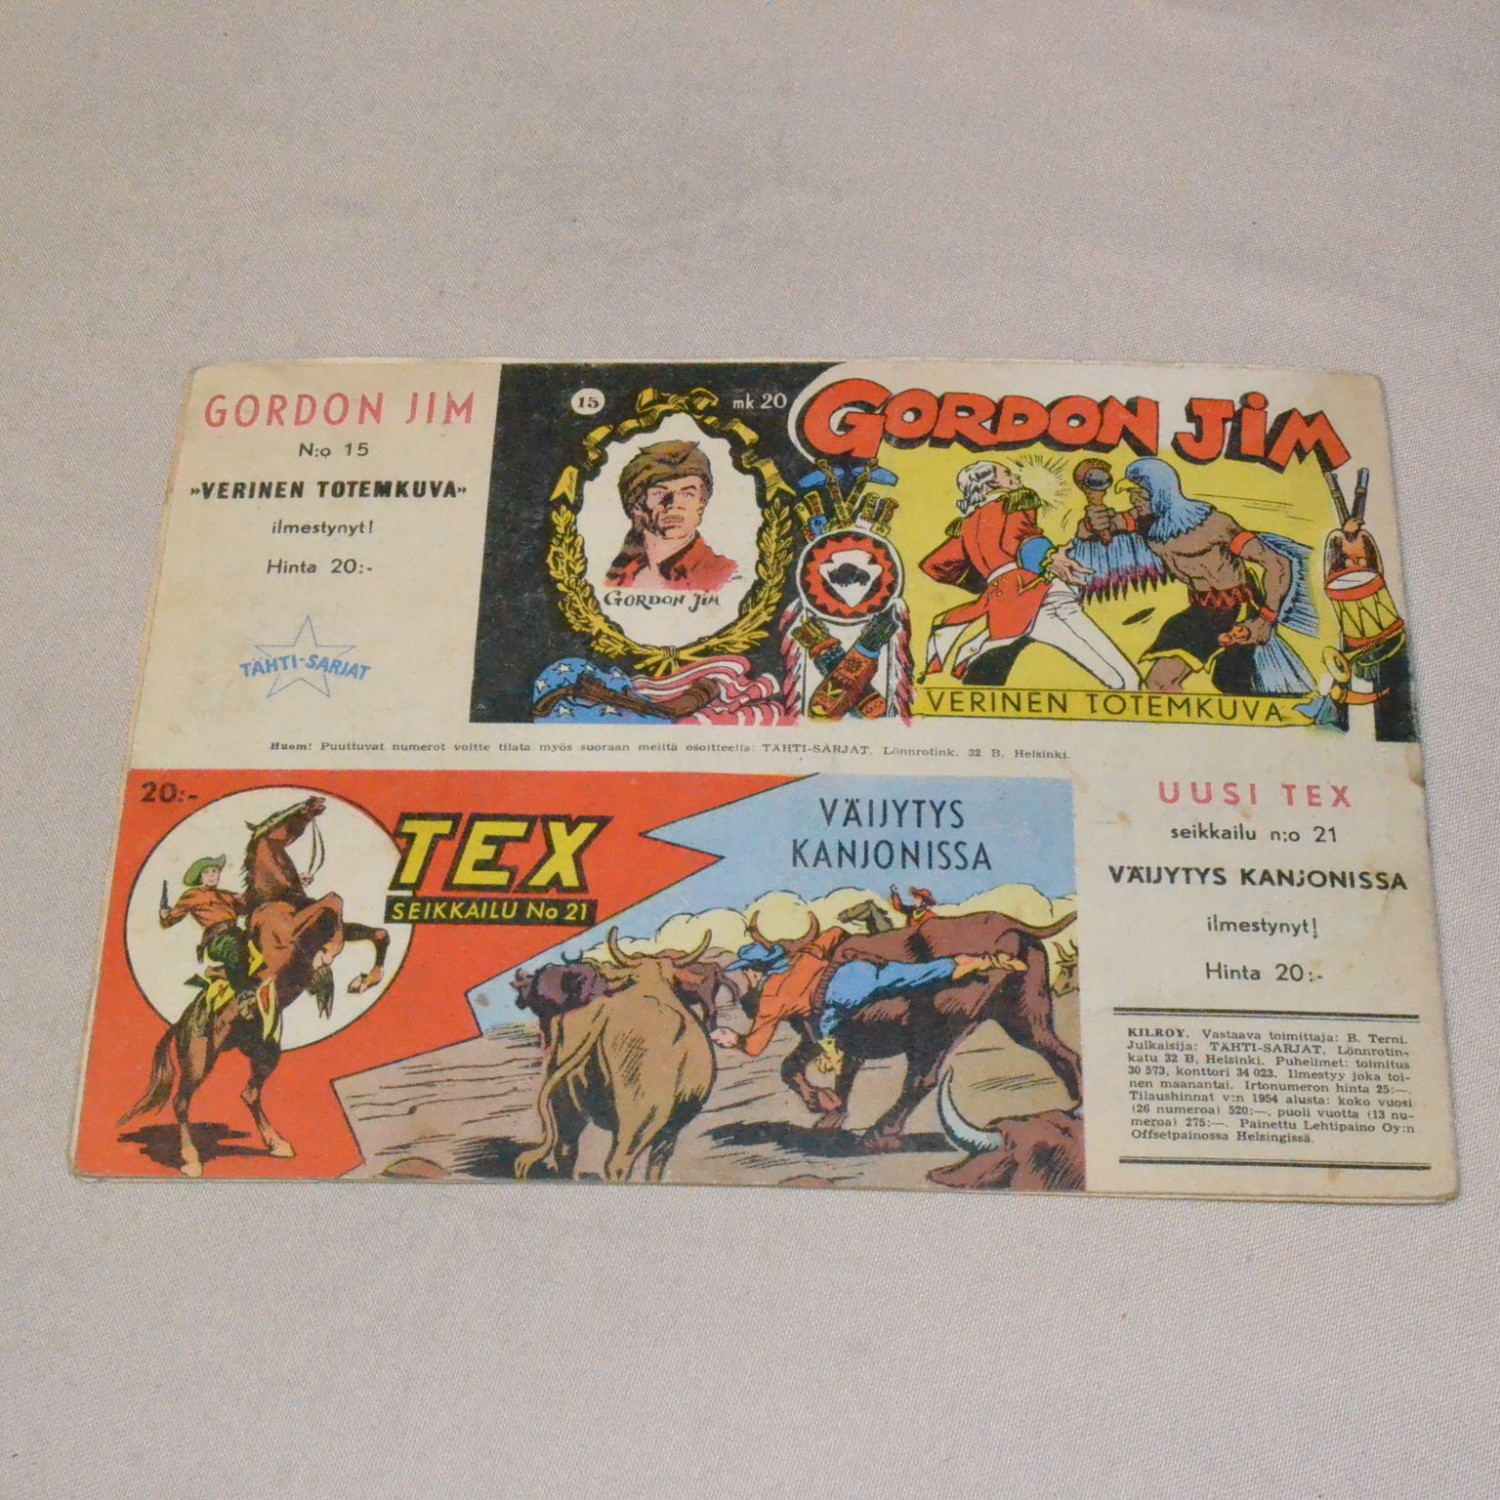 GORDON JIM
N:o 15
»VERINEN TOTEMKUVA»
ilmestynyt!
Hinta 20:-
TÄHTI-SARJAT
15
mk 20
GORDON JIM
GORDON JIM
VERINEN TOTEMKUVA
Huom! Puuttuvat numerot voitte tilata myös suoraan meiltä osoitteella: TÄHTI-SARJAT, Lönnrotink. 32 B, Helsinki.
20:-
TEX
SEIKKAILU No 21
VÄIJYTYS
KANJONISSA
UUSI TEX
seikkailu n:o 21
VÄIJYTYS KANJONISSA
ilmestynyt!
Hinta 20:-
KILROY. Vastaava toimittaja: B. Terni.
Julkaisija: TÄHTI-SARJAT, Lönnrotin-
katu 32 B, Helsinki. Puhelimet: toimitus
30 573, konttori 34 023. Ilmestyy joka toi-
nen maanantai. Irtonumeron hinta 25:—.
Tilaushinnat v:n 1954 alusta: koko vuosi
(26 numeroa) 520:—, puoli vuotta (13 nu-
meroa) 275:—. Painettu Lehtipaino Oy:n
Offsetpainossa Helsingissä.